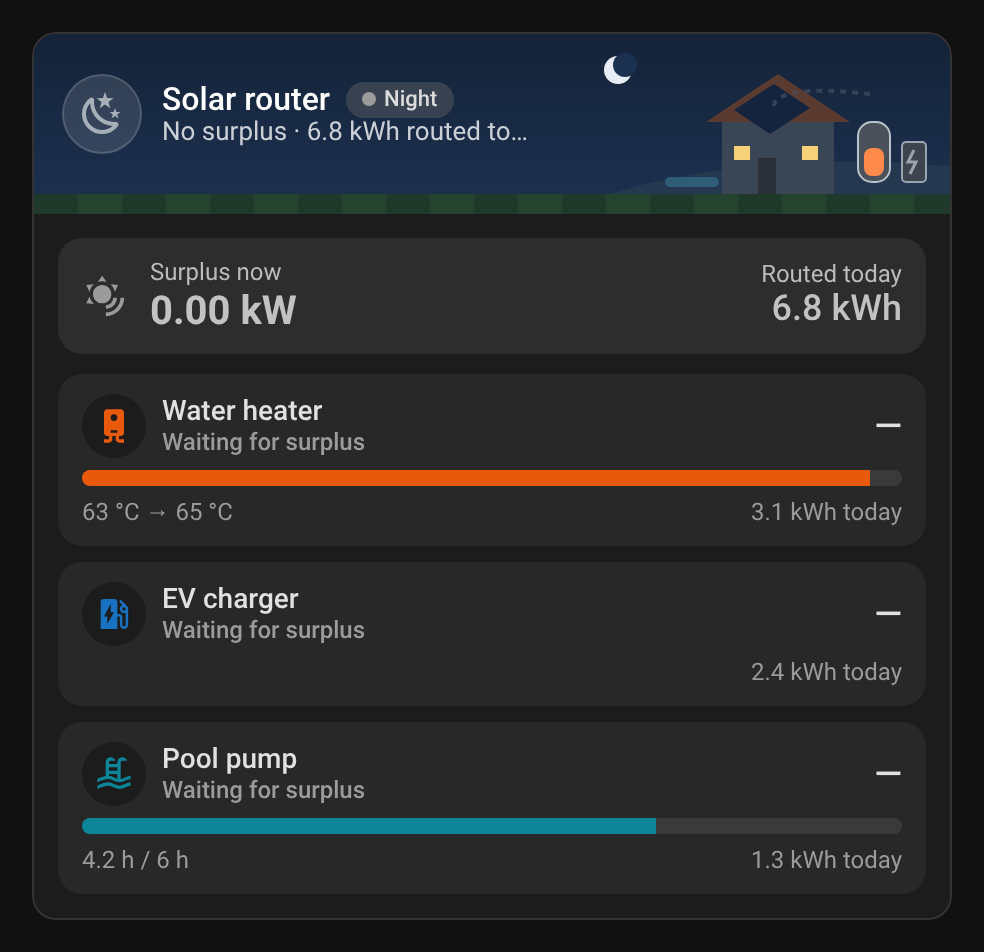 Solar router
Night
No surplus · 6.8 kWh routed to…
Surplus now
0.00 kW
Routed today
6.8 kWh
Water heater
Waiting for surplus
—
63 °C → 65 °C
3.1 kWh today
EV charger
Waiting for surplus
—
2.4 kWh today
Pool pump
Waiting for surplus
—
4.2 h / 6 h
1.3 kWh today